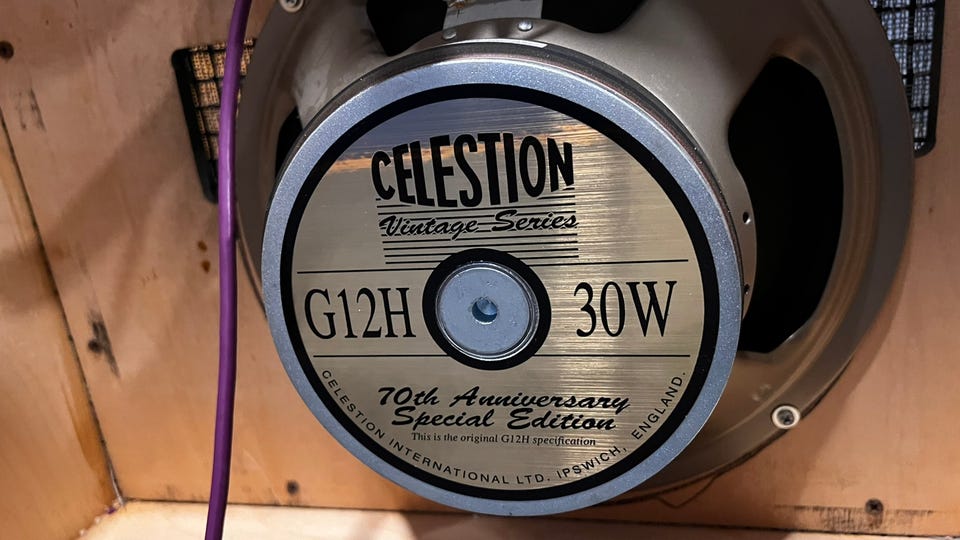 CELESTION
Vintage Series
G12H 30W
70th Anniversary
Special Edition
This is the original G12H specification
CELESTION INTERNATIONAL LTD. IPSWICH, ENGLAND.